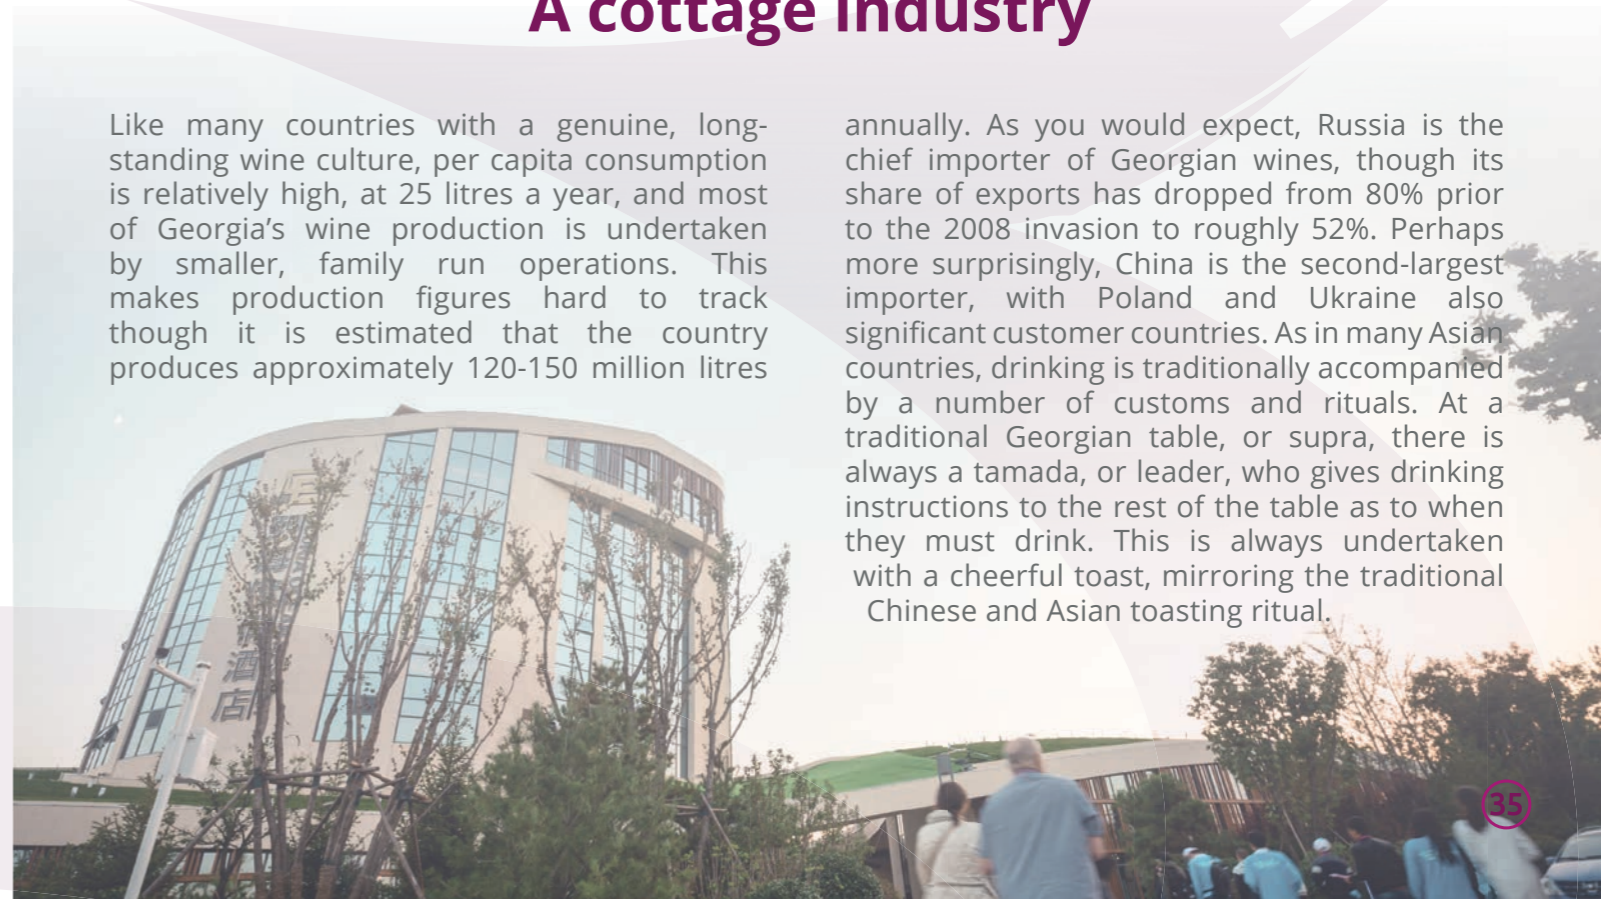 A cottage industry
Like many countries with a genuine, long-
standing wine culture, per capita consumption
is relatively high, at 25 litres a year, and most
of Georgia’s wine production is undertaken
by smaller, family run operations. This
makes production figures hard to track
though it is estimated that the country
produces approximately 120-150 million litres
annually. As you would expect, Russia is the
chief importer of Georgian wines, though its
share of exports has dropped from 80% prior
to the 2008 invasion to roughly 52%. Perhaps
more surprisingly, China is the second-largest
importer, with Poland and Ukraine also
significant customer countries. As in many Asian
countries, drinking is traditionally accompanied
by a number of customs and rituals. At a
traditional Georgian table, or supra, there is
always a tamada, or leader, who gives drinking
instructions to the rest of the table as to when
they must drink. This is always undertaken
with a cheerful toast, mirroring the traditional
Chinese and Asian toasting ritual.
酒
店
35